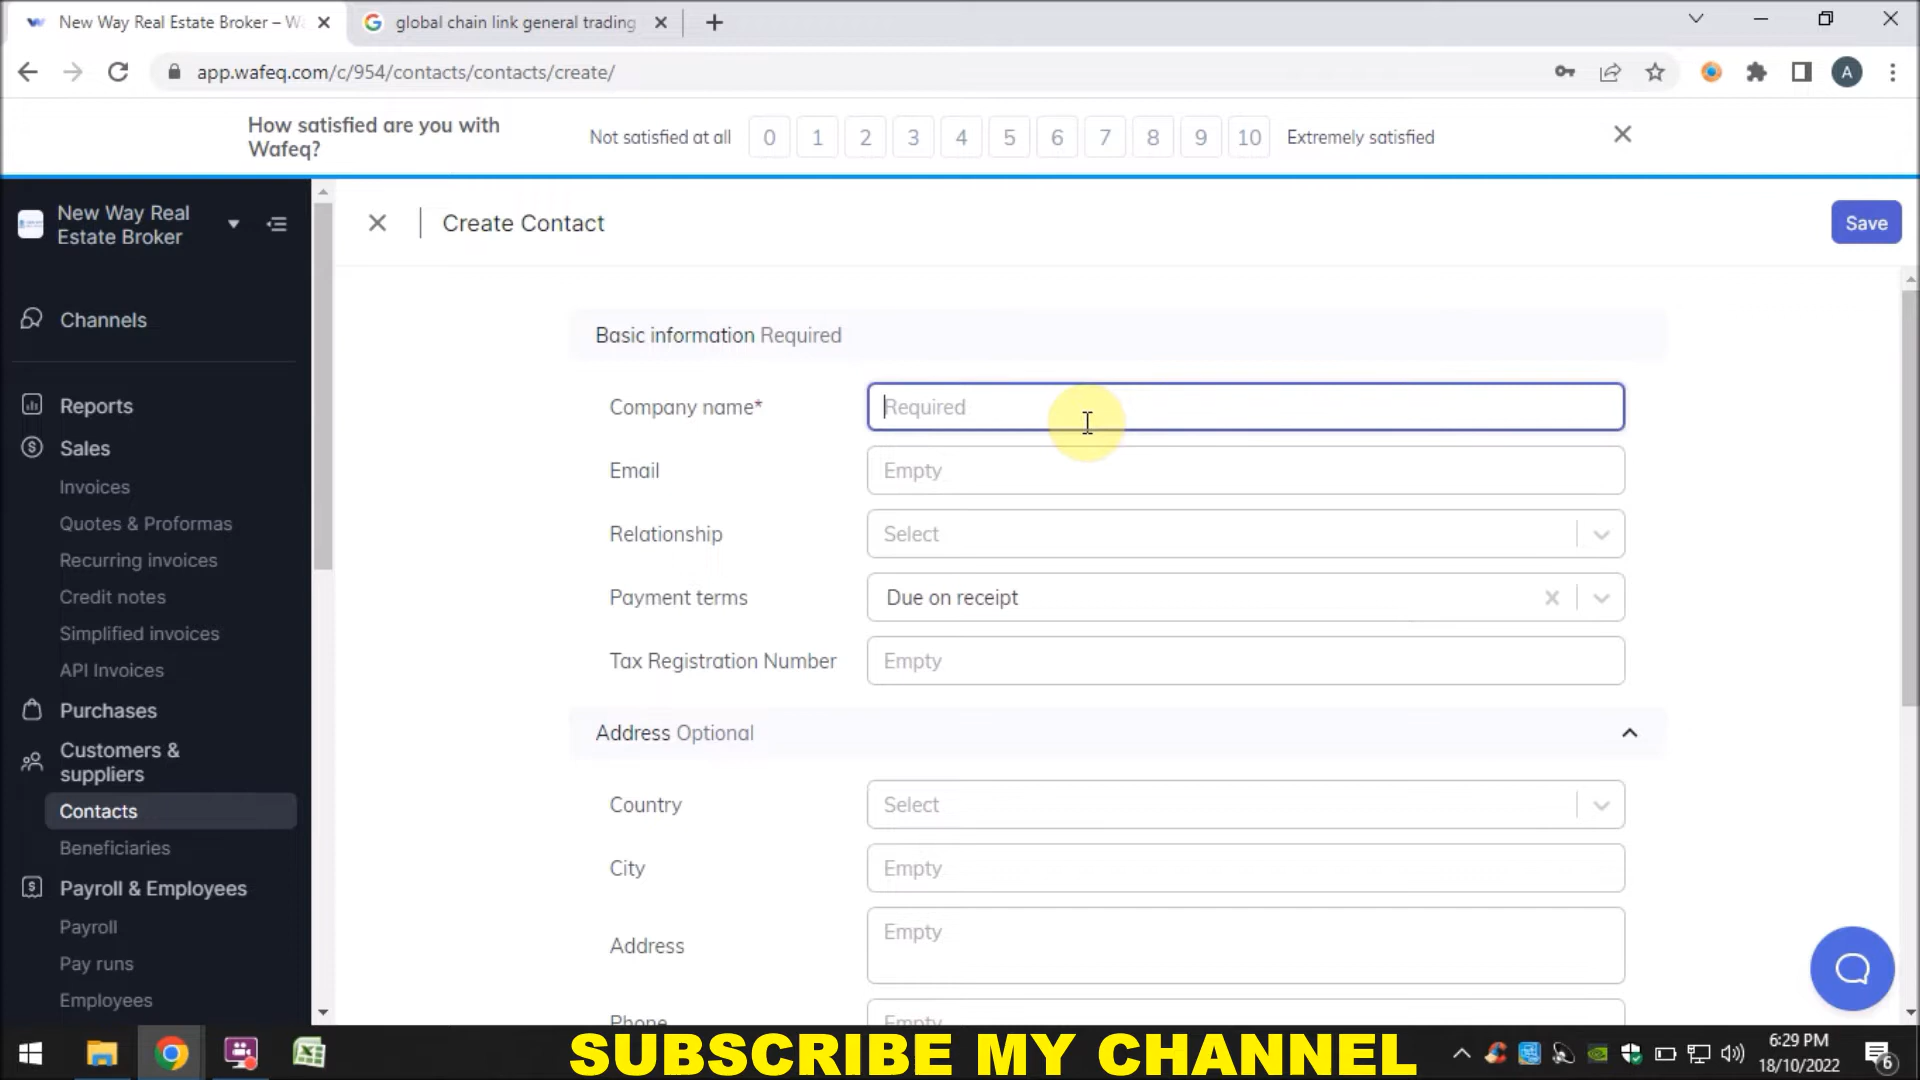 New Way Real Estate Broker – Wa
global chain link general trading
app.wafeq.com/c/954/contacts/contacts/create/
A
How satisfied are you with
Wafeq?
Not satisfied at all
0 1 2 3 4 5 6 7 8 9 10
Extremely satisfied
New Way Real
Estate Broker
Create Contact
Save
Channels
Reports
Sales
Invoices
Quotes & Proformas
Recurring invoices
Credit notes
Simplified invoices
API Invoices
Purchases
Customers &
suppliers
Contacts
Beneficiaries
Payroll & Employees
Payroll
Pay runs
Employees
Basic information Required
Company name* Required
Email Empty
Relationship Select
Payment terms Due on receipt
Tax Registration Number Empty
Address Optional
Country Select
City Empty
Address Empty
Phone Empty
SUBSCRIBE MY CHANNEL
6:29 PM
18/10/2022
6